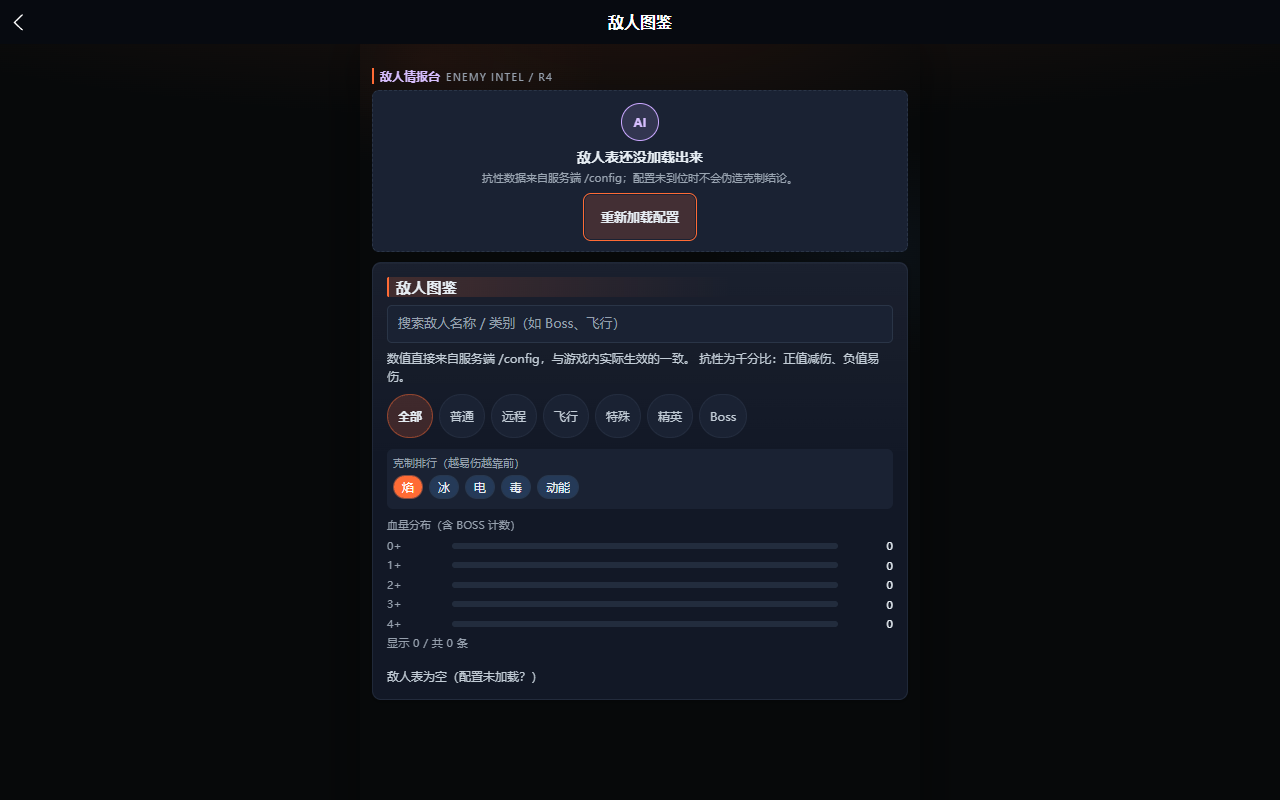 敌人图鉴
敌人情报台 ENEMY INTEL / R4
AI
敌人表还没加载出来
抗性数据来自服务端 /config；配置未到位时不会伪造克制结论。
重新加载配置
敌人图鉴
搜索敌人名称 / 类别（如 Boss、飞行）
数值直接来自服务端 /config，与游戏内实际生效的一致。 抗性为千分比：正值减伤、负值易
伤。
全部 普通 远程 飞行 特殊 精英 Boss
克制排行（越易伤越靠前）
焰 冰 电 毒 动能
血量分布（含 BOSS 计数）
0+ 0
1+ 0
2+ 0
3+ 0
4+ 0
显示 0 / 共 0 条
敌人表为空（配置未加载？）